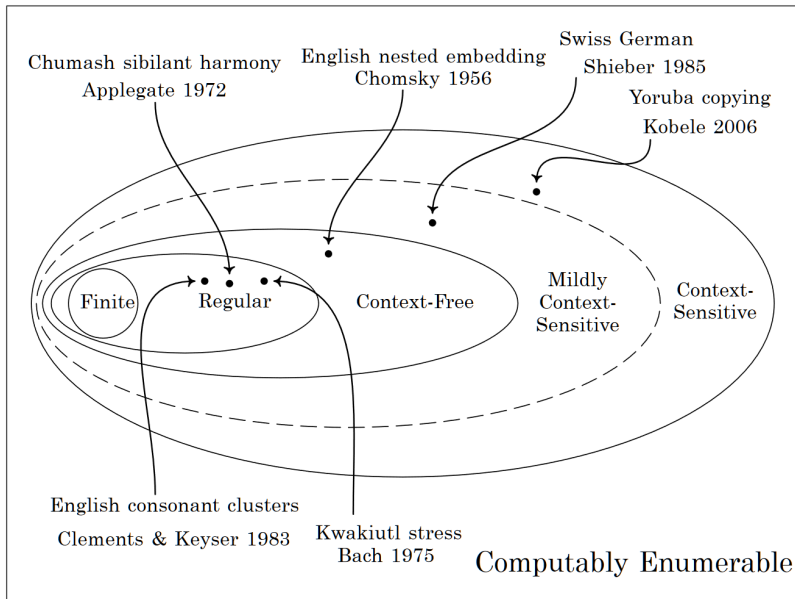 Swiss German
Shieber 1985
English nested embedding
Chomsky 1956
Chumash sibilant harmony
Applegate 1972
Yoruba copying
Kobele 2006
Finite
Regular
Context-Free
Mildly
Context-
Sensitive
Context-
Sensitive
English consonant clusters
Clements & Keyser 1983
Kwakiutl stress
Bach 1975
Computably Enumerable